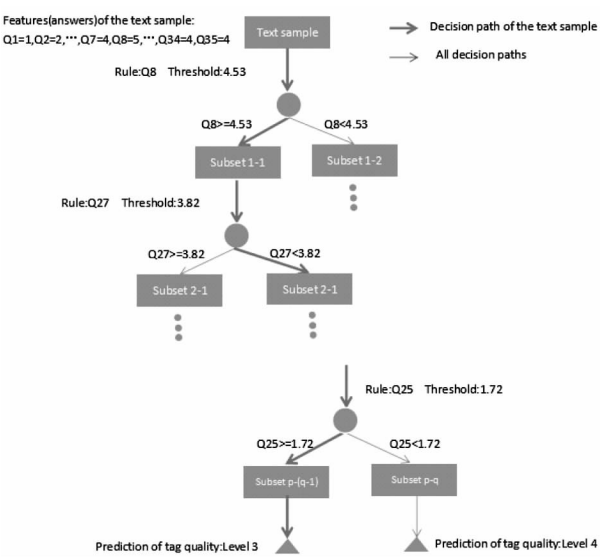 Features(answers)of the text sample:
Q1=1,Q2=2,···,Q7=4,Q8=5,···,Q34=4,Q35=4
Text sample
Decision path of the text sample
All decision paths
Rule:Q8 Threshold:4.53
Q8>=4.53
Q8<4.53
Subset 1-1
Subset 1-2
Rule:Q27 Threshold:3.82
Q27>=3.82
Q27<3.82
Subset 2-1
Subset 2-1
Rule:Q25 Threshold:1.72
Q25>=1.72
Q25<1.72
Subset p-(q-1)
Subset p-q
Prediction of tag quality:Level 3
Prediction of tag quality:Level 4